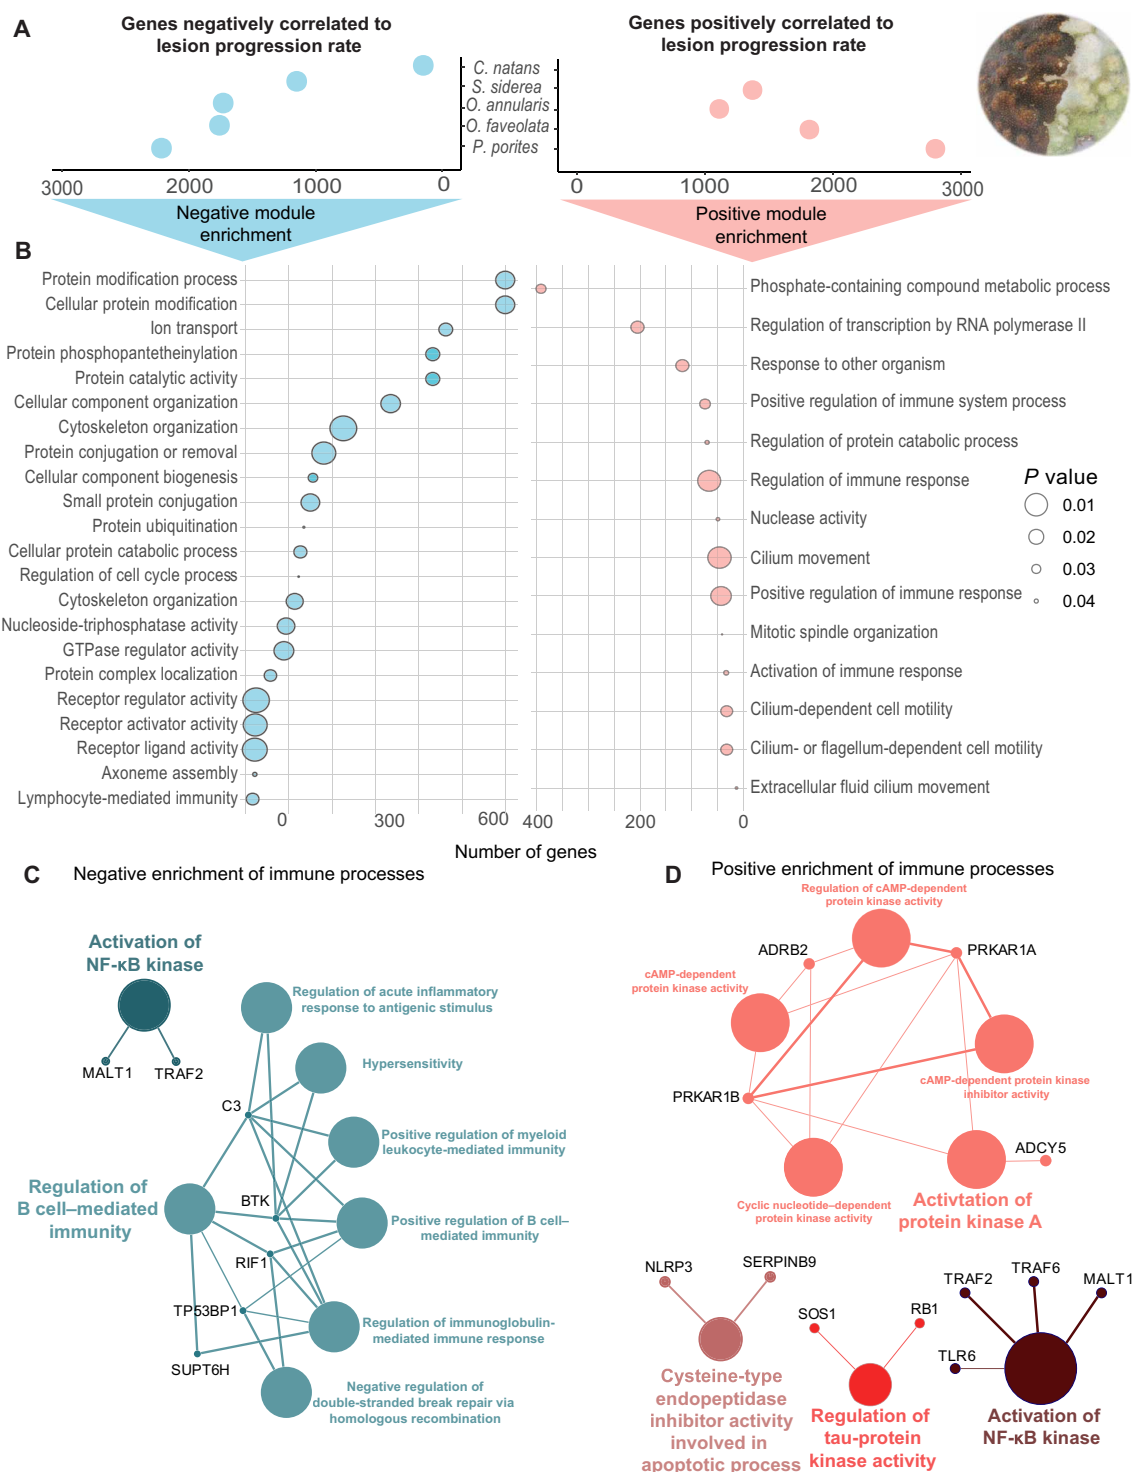 A
Genes negatively correlated to
lesion progression rate
Genes positively correlated to
lesion progression rate
C. natans
S. siderea
O. annularis
O. faveolata
P. porites
3000
2000
1000
0
0
1000
2000
3000
Negative module
enrichment
Positive module
enrichment
B
Protein modification process
Cellular protein modification
Ion transport
Protein phosphopantetheinylation
Protein catalytic activity
Cellular component organization
Cytoskeleton organization
Protein conjugation or removal
Cellular component biogenesis
Small protein conjugation
Protein ubiquitination
Cellular protein catabolic process
Regulation of cell cycle process
Cytoskeleton organization
Nucleoside-triphosphatase activity
GTPase regulator activity
Protein complex localization
Receptor regulator activity
Receptor activator activity
Receptor ligand activity
Axoneme assembly
Lymphocyte-mediated immunity
0
300
600
Phosphate-containing compound metabolic process
Regulation of transcription by RNA polymerase II
Response to other organism
Positive regulation of immune system process
Regulation of protein catabolic process
Regulation of immune response
Nuclease activity
Cilium movement
Positive regulation of immune response
Mitotic spindle organization
Activation of immune response
Cilium-dependent cell motility
Cilium- or flagellum-dependent cell motility
Extracellular fluid cilium movement
400
200
0
P value
0.01
0.02
0.03
0.04
Number of genes
C
Negative enrichment of immune processes
Activation of
NF-κB kinase
MALT1
TRAF2
Regulation of acute inflammatory
response to antigenic stimulus
Hypersensitivity
C3
Positive regulation of myeloid
leukocyte-mediated immunity
Regulation of
B cell–mediated
immunity
BTK
Positive regulation of B cell–
mediated immunity
RIF1
TP53BP1
Regulation of immunoglobulin-
mediated immune response
SUPT6H
Negative regulation of
double-stranded break repair via
homologous recombination
D
Positive enrichment of immune processes
Regulation of cAMP-dependent
protein kinase activity
ADRB2
PRKAR1A
cAMP-dependent
protein kinase activity
cAMP-dependent protein kinase
inhibitor activity
PRKAR1B
ADCY5
Cyclic nucleotide–dependent
protein kinase activity
Activtation of
protein kinase A
NLRP3
SERPINB9
Cysteine-type
endopeptidase
inhibitor activity
involved in
apoptotic process
SOS1
RB1
Regulation of
tau-protein
kinase activity
TRAF2
TRAF6
MALT1
TLR6
Activation of
NF-κB kinase